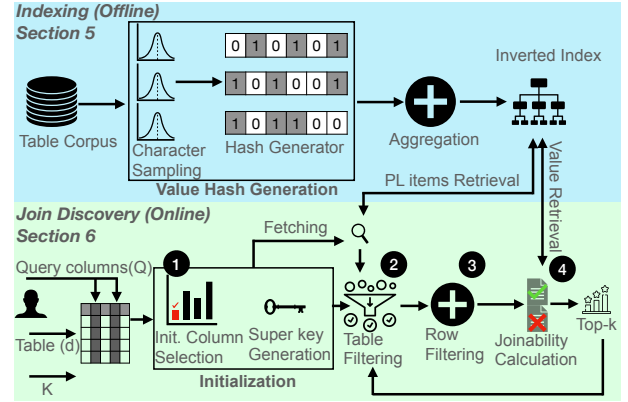 Indexing (Offline)
Section 5
0 1 0 1 0 1
1 0 1 0 0 1
1 0 1 1 0 0
Inverted Index
Table Corpus
Character
Sampling
Hash Generator
Aggregation
Value Hash Generation
PL items Retrieval
Value Retrieval
Join Discovery (Online)
Section 6
Fetching
Query columns(Q)
1
2
3
4
Table (d)
K
Init. Column
Selection
Super key
Generation
Initialization
Table
Filtering
Row
Filtering
Joinability
Calculation
Top-k